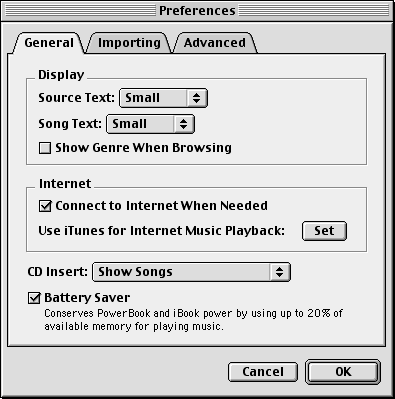 Preferences
General Importing Advanced
Display
Source Text: Small
Song Text: Small
Show Genre When Browsing
Internet
Connect to Internet When Needed
Use iTunes for Internet Music Playback: Set
CD Insert: Show Songs
Battery Saver
Conserves PowerBook and iBook power by using up to 20% of
available memory for playing music.
Cancel OK